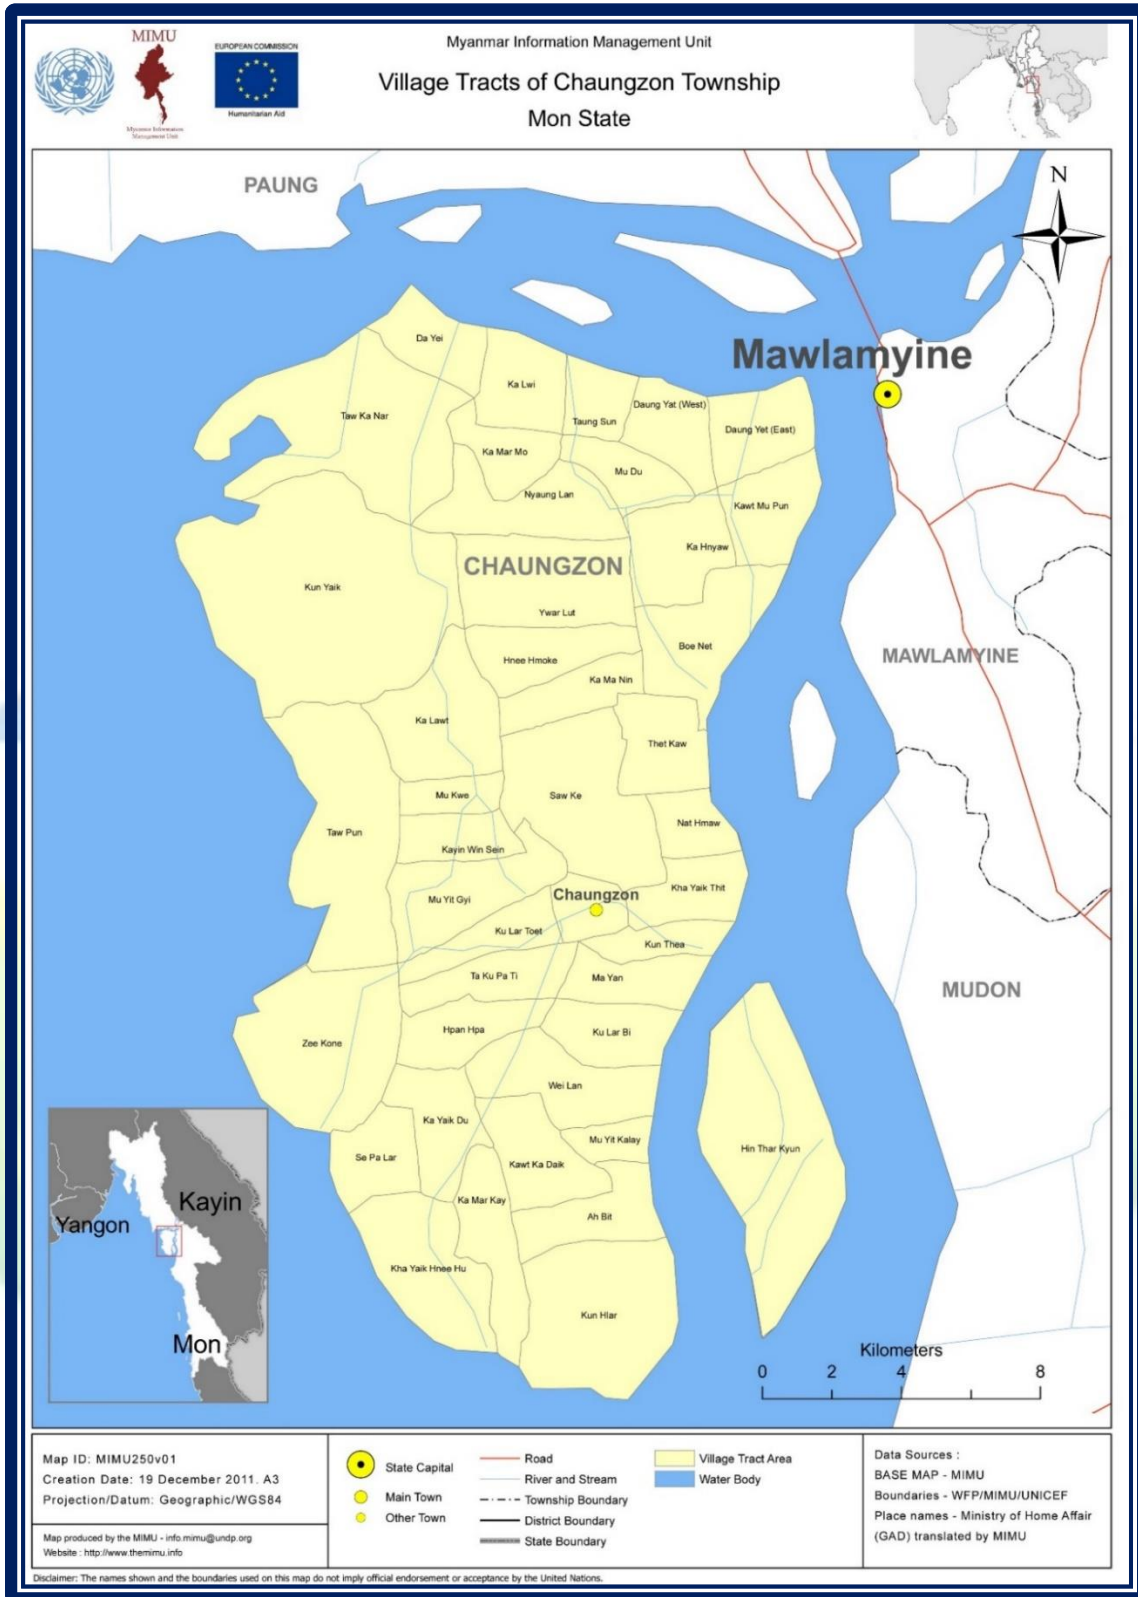 MIMU
Myanmar Information
Management Unit
EUROPEAN COMMISSION
Humanitarian Aid
Myanmar Information Management Unit
Village Tracts of Chaungzon Township
Mon State
PAUNG
N
Mawlamyine
Da Yei
Ka Lwi
Taw Ka Nar
Daung Yat (West)
Taung Sun
Daung Yet (East)
Ka Mar Mo
Mu Du
Nyaung Lan
Kawt Mu Pun
Ka Hnyaw
CHAUNGZON
Kun Yaik
Ywar Lut
Boe Net
MAWLAMYINE
Hnee Hmoke
Ka Ma Nin
Ka Lawt
Thet Kaw
Mu Kwe
Saw Ke
Nat Hmaw
Taw Pun
Kayin Win Sein
Kha Yaik Thit
Chaungzon
Mu Yit Gyi
Ku Lar Toet
Kun Thea
Ta Ku Pa Ti
Ma Yan
MUDON
Hpan Hpa
Ku Lar Bi
Zee Kone
Wei Lan
Ka Yaik Du
Mu Yit Kalay
Hin Thar Kyun
Se Pa Lar
Kawt Ka Daik
Ka Mar Kay
Ah Bit
Kha Yaik Hnee Hu
Kun Hlar
Kayin
Yangon
Mon
Kilometers
0 2 4 8
Map ID: MIMU250v01
Creation Date: 19 December 2011. A3
Projection/Datum: Geographic/WGS84
Map produced by the MIMU - info.mimu@undp.org
Website : http://www.themimu.info
State Capital
Main Town
Other Town
Road
River and Stream
Township Boundary
District Boundary
State Boundary
Village Tract Area
Water Body
Data Sources :
BASE MAP - MIMU
Boundaries - WFP/MIMU/UNICEF
Place names - Ministry of Home Affair
(GAD) translated by MIMU
Disclaimer: The names shown and the boundaries used on this map do not imply official endorsement or acceptance by the United Nations.